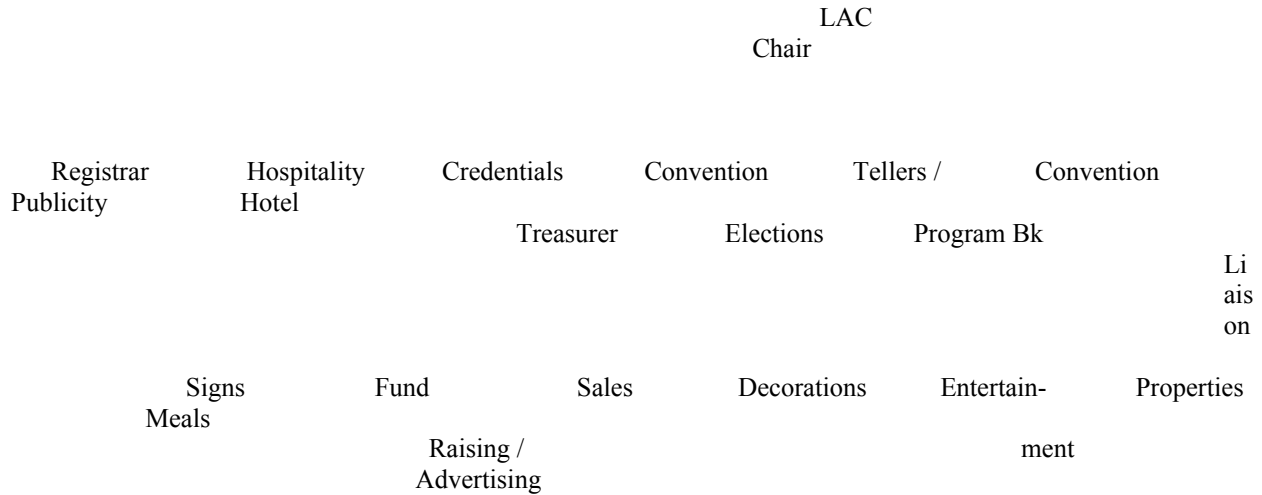 LAC
Chair
Registrar Hospitality Credentials Convention Tellers / Convention
Publicity Hotel
Treasurer Elections Program Bk
Li
ais
on
Signs Fund Sales Decorations Entertain- Properties
Meals
Raising / ment
Advertising